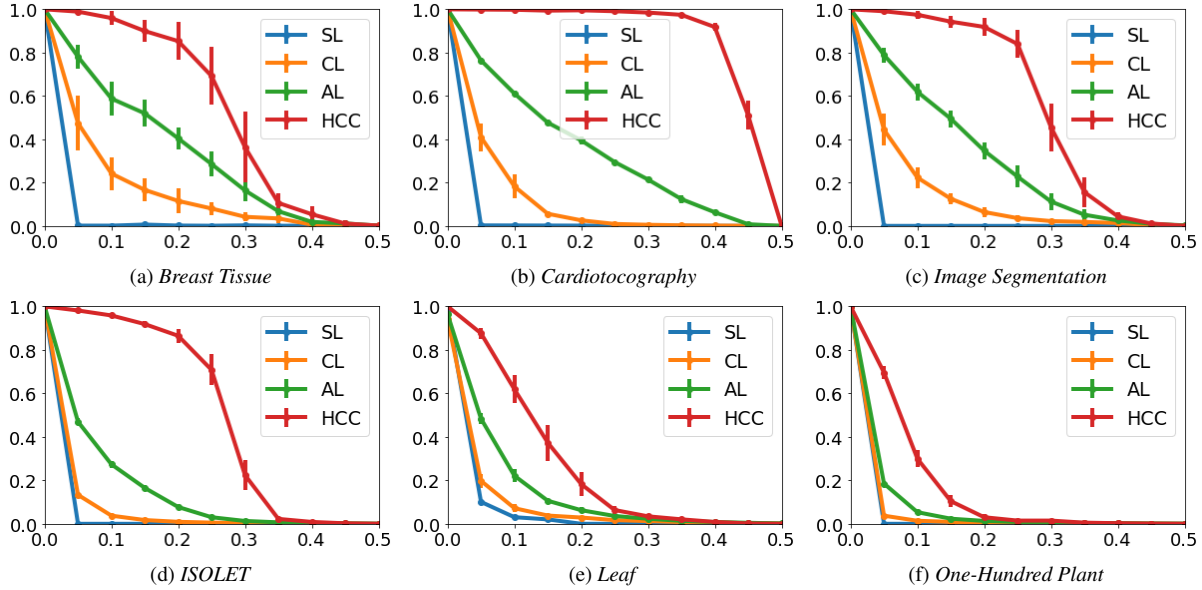 1.0
0.8
0.6
0.4
0.2
0.0
SL
CL
AL
HCC
0.0 0.1 0.2 0.3 0.4 0.5
(a) Breast Tissue
1.0
0.8
0.6
0.4
0.2
0.0
SL
CL
AL
HCC
0.0 0.1 0.2 0.3 0.4 0.5
(b) Cardiotocography
1.0
0.8
0.6
0.4
0.2
0.0
SL
CL
AL
HCC
0.0 0.1 0.2 0.3 0.4 0.5
(c) Image Segmentation
1.0
0.8
0.6
0.4
0.2
0.0
SL
CL
AL
HCC
0.0 0.1 0.2 0.3 0.4 0.5
(d) ISOLET
1.0
0.8
0.6
0.4
0.2
0.0
SL
CL
AL
HCC
0.0 0.1 0.2 0.3 0.4 0.5
(e) Leaf
1.0
0.8
0.6
0.4
0.2
0.0
SL
CL
AL
HCC
0.0 0.1 0.2 0.3 0.4 0.5
(f) One-Hundred Plant